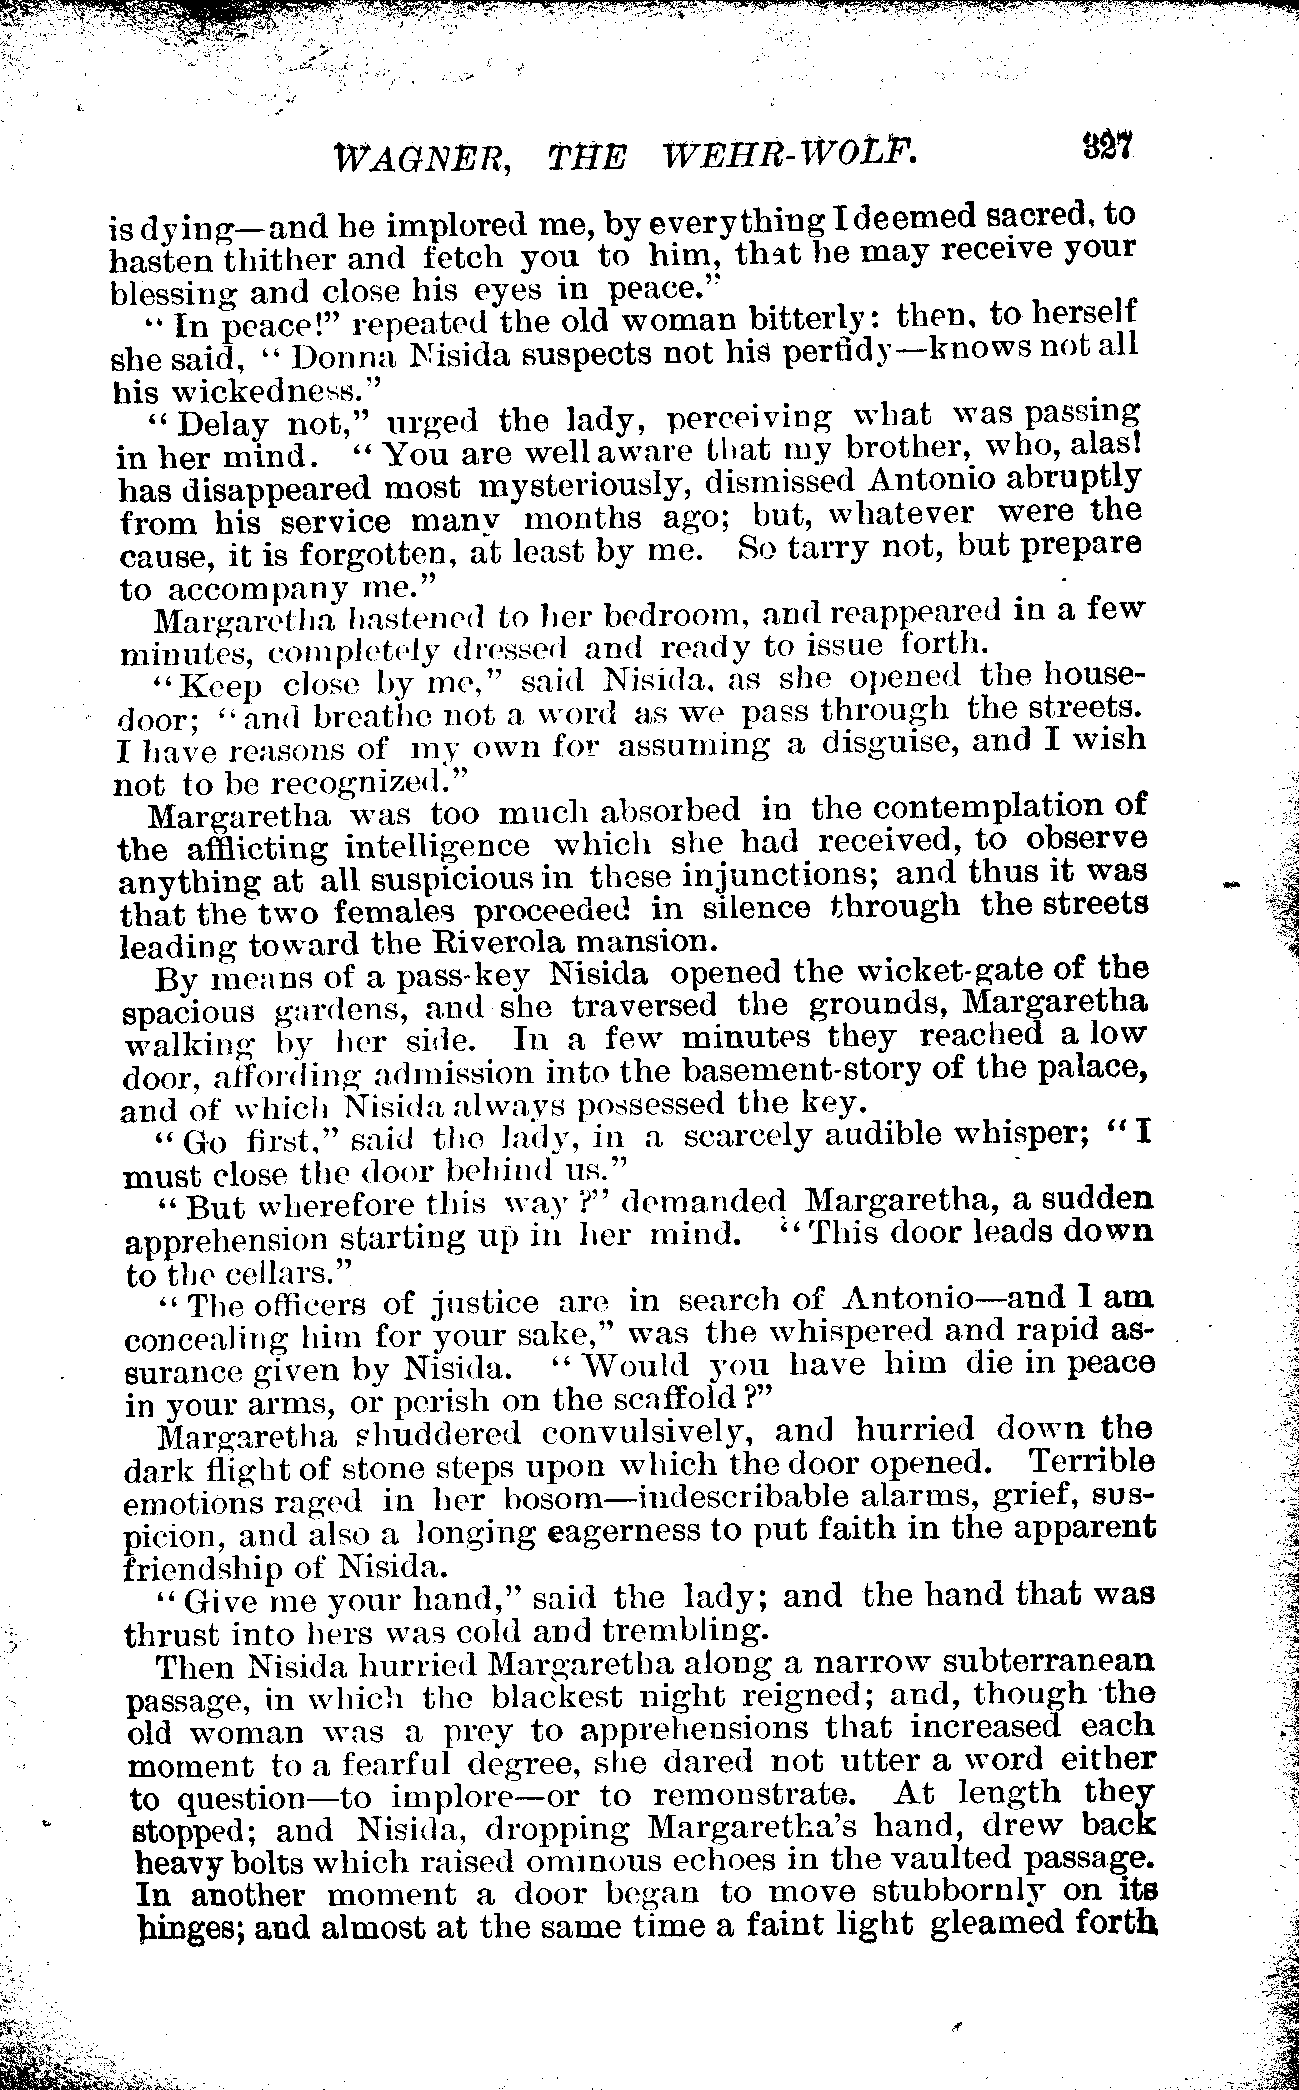 WAGNER, THE WEHR-WOLF. 327
is dying—and he implored me, by everything I deemed sacred, to
hasten thither and fetch you to him, that he may receive your
blessing and close his eyes in peace."
"In peace!" repeated the old woman bitterly: then, to herself
she said, "Donna Nisida suspects not his perfidy—knows not all
his wickedness."
"Delay not," urged the lady, perceiving what was passing
in her mind. "You are well aware that my brother, who, alas!
has disappeared most mysteriously, dismissed Antonio abruptly
from his service many months ago; but, whatever were the
cause, it is forgotten, at least by me. So tarry not, but prepare
to accompany me."
Margaretha hastened to her bedroom, and reappeared in a few
minutes, completely dressed and ready to issue forth.
"Keep close by me," said Nisida, as she opened the house-
door; "and breathe not a word as we pass through the streets.
I have reasons of my own for assuming a disguise, and I wish
not to be recognized."
Margaretha was too much absorbed in the contemplation of
the afflicting intelligence which she had received, to observe
anything at all suspicious in these injunctions; and thus it was
that the two females proceeded in silence through the streets
leading toward the Riverola mansion.
By means of a pass-key Nisida opened the wicket-gate of the
spacious gardens, and she traversed the grounds, Margaretha
walking by her side. In a few minutes they reached a low
door, affording admission into the basement-story of the palace,
and of which Nisida always possessed the key.
"Go first," said the lady, in a scarcely audible whisper; "I
must close the door behind us."
"But wherefore this way?" demanded Margaretha, a sudden
apprehension starting up in her mind. "This door leads down
to the cellars."
"The officers of justice are in search of Antonio—and I am
concealing him for your sake," was the whispered and rapid as-
surance given by Nisida. "Would you have him die in peace
in your arms, or perish on the scaffold?"
Margaretha shuddered convulsively, and hurried down the
dark flight of stone steps upon which the door opened. Terrible
emotions raged in her bosom—indescribable alarms, grief, sus-
picion, and also a longing eagerness to put faith in the apparent
friendship of Nisida.
"Give me your hand," said the lady; and the hand that was
thrust into hers was cold and trembling.
Then Nisida hurried Margaretha along a narrow subterranean
passage, in which the blackest night reigned; and, though the
old woman was a prey to apprehensions that increased each
moment to a fearful degree, she dared not utter a word either
to question—to implore—or to remonstrate. At length they
stopped; and Nisida, dropping Margaretha's hand, drew back
heavy bolts which raised ominous echoes in the vaulted passage.
In another moment a door began to move stubbornly on its
hinges; and almost at the same time a faint light gleamed forth